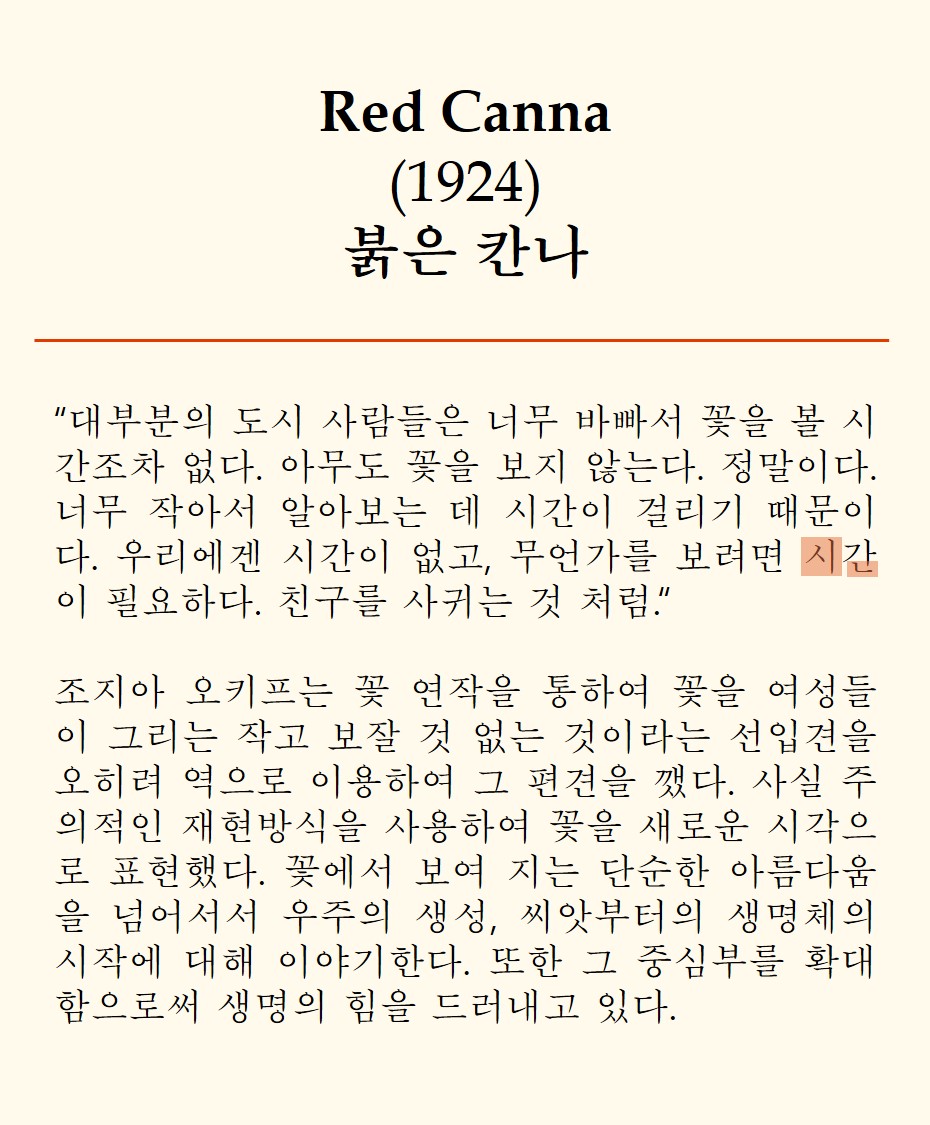 Red Canna
(1924)
붉은 칸나
“대부분의 도시 사람들은 너무 바빠서 꽃을 볼 시
간조차 없다. 아무도 꽃을 보지 않는다. 정말이다.
너무 작아서 알아보는 데 시간이 걸리기 때문이
다. 우리에겐 시간이 없고, 무언가를 보려면 시간
이 필요하다. 친구를 사귀는 것 처럼.“
조지아 오키프는 꽃 연작을 통하여 꽃을 여성들
이 그리는 작고 보잘 것 없는 것이라는 선입견을
오히려 역으로 이용하여 그 편견을 깼다. 사실 주
의적인 재현방식을 사용하여 꽃을 새로운 시각으
로 표현했다. 꽃에서 보여 지는 단순한 아름다움
을 넘어서서 우주의 생성, 씨앗부터의 생명체의
시작에 대해 이야기한다. 또한 그 중심부를 확대
함으로써 생명의 힘을 드러내고 있다.